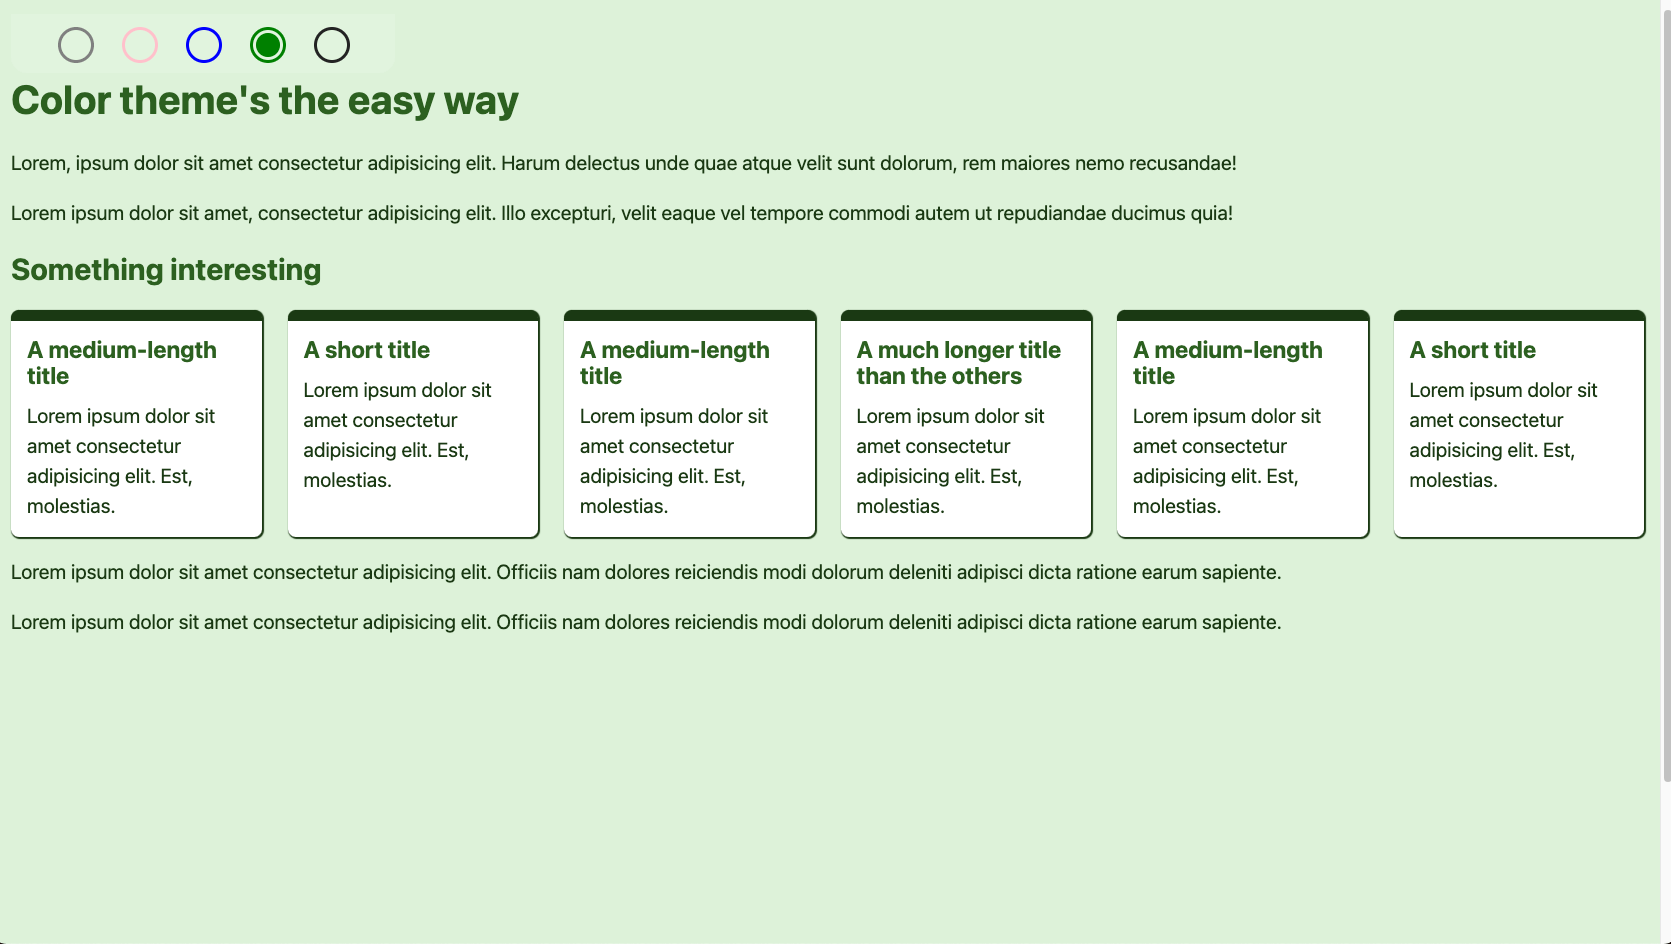 Color theme's the easy way
Lorem, ipsum dolor sit amet consectetur adipisicing elit. Harum delectus unde quae atque velit sunt dolorum, rem maiores nemo recusandae!
Lorem ipsum dolor sit amet, consectetur adipisicing elit. Illo excepturi, velit eaque vel tempore commodi autem ut repudiandae ducimus quia!
Something interesting
A medium-length
title
Lorem ipsum dolor sit
amet consectetur
adipisicing elit. Est,
molestias.
A short title
Lorem ipsum dolor sit
amet consectetur
adipisicing elit. Est,
molestias.
A medium-length
title
Lorem ipsum dolor sit
amet consectetur
adipisicing elit. Est,
molestias.
A much longer title
than the others
Lorem ipsum dolor sit
amet consectetur
adipisicing elit. Est,
molestias.
A medium-length
title
Lorem ipsum dolor sit
amet consectetur
adipisicing elit. Est,
molestias.
A short title
Lorem ipsum dolor sit
amet consectetur
adipisicing elit. Est,
molestias.
Lorem ipsum dolor sit amet consectetur adipisicing elit. Officiis nam dolores reiciendis modi dolorum deleniti adipisci dicta ratione earum sapiente.
Lorem ipsum dolor sit amet consectetur adipisicing elit. Officiis nam dolores reiciendis modi dolorum deleniti adipisci dicta ratione earum sapiente.